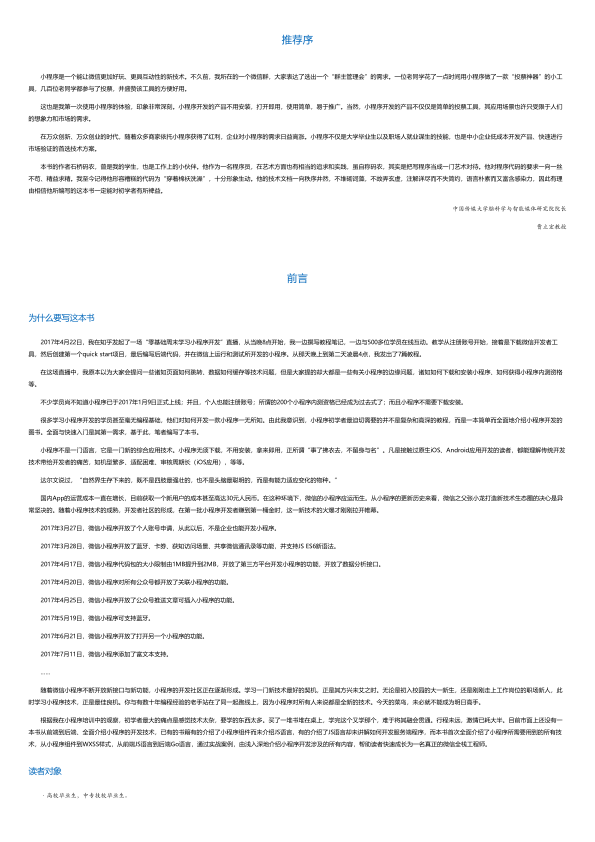 推荐序
小程序是一个能让微信更加好玩、更具互动性的新技术。不久前，我所在的一个微信群，大家表达了选出一个“群主管理会”的需求。一位老同学花了一点时间用小程序做了一款“投票神器”的小工
具，几百位老同学都参与了投票，并盛赞该工具的方便好用。
这也是我第一次使用小程序的体验，印象非常深刻。小程序开发的产品不用安装，打开即用，使用简单，易于推广。当然，小程序开发的产品不仅仅是简单的投票工具，其应用场景也许只受限于人们
的想象力和市场的需求。
在万众创新、万众创业的时代，随着众多商家依托小程序获得了红利，企业对小程序的需求日益高涨。小程序不仅是大学毕业生以及职场人就业谋生的技能，也是中小企业低成本开发产品、快速进行
市场验证的首选技术方案。
本书的作者石桥码农，曾是我的学生，也是工作上的小伙伴。他作为一名程序员，在艺术方面也有相当的追求和实践，虽自称码农，其实是把写程序当成一门艺术对待。他对程序代码的要求一向一丝
不苟、精益求精。我至今记得他形容糟糕的代码为“穿着棉袄洗澡”，十分形象生动。他的技术文档一向秩序井然，不堆砌词藻，不故弄玄虚，注解详尽而不失简约，语言朴素而又富含感染力，因此有理
由相信他所编写的这本书一定能对初学者有所裨益。
中国传媒大学脑科学与智能媒体研究院院长
曹立宏教授
前言
为什么要写这本书
2017年4月22日，我在知乎发起了一场“零基础周末学习小程序开发”直播，从当晚8点开始，我一边撰写教程笔记，一边与500多位学员在线互动。教学从注册账号开始，接着是下载微信开发者工
具，然后创建第一个quick start项目，最后编写后端代码，并在微信上运行和测试所开发的小程序。从那天晚上到第二天凌晨4点，我发出了7篇教程。
在这场直播中，我原本以为大家会提问一些诸如页面如何跳转、数据如何缓存等技术问题，但是大家提的却大都是一些有关小程序的边缘问题，诸如如何下载和安装小程序、如何获得小程序内测资格
等。
不少学员尚不知道小程序已于2017年1月9日正式上线；并且，个人也能注册账号；所谓的200个小程序内测资格已经成为过去式了；而且小程序不需要下载安装。
很多学习小程序开发的学员甚至毫无编程基础，他们对如何开发一款小程序一无所知。由此我意识到，小程序初学者最迫切需要的并不是复杂和高深的教程，而是一本简单而全面地介绍小程序开发的
图书。全面与快速入门是其第一需求，基于此，笔者编写了本书。
小程序不是一门语言，它是一门新的综合应用技术。小程序无须下载，不用安装，拿来即用，正所谓“事了拂衣去，不留身与名”。凡是接触过原生iOS、Android应用开发的读者，都能理解传统开发
技术带给开发者的痛苦，如机型繁多，适配困难，审核周期长（iOS应用），等等。
达尔文说过，“自然界生存下来的，既不是四肢最强壮的，也不是头脑最聪明的，而是有能力适应变化的物种。”
国内App的运营成本一直在增长，目前获取一个新用户的成本甚至高达30元人民币。在这种环境下，微信的小程序应运而生。从小程序的更新历史来看，微信之父张小龙打造新技术生态圈的决心是异
常坚决的。随着小程序技术的成熟，开发者社区的形成，在第一批小程序开发者赚到第一桶金时，这一新技术的火爆才刚刚拉开帷幕。
2017年3月27日，微信小程序开放了个人账号申请，从此以后，不是企业也能开发小程序。
2017年3月28日，微信小程序开放了蓝牙、卡券、获知访问场景、共享微信通讯录等功能，并支持JS ES6新语法。
2017年4月17日，微信小程序代码包的大小限制由1MB提升到2MB，开放了第三方平台开发小程序的功能，开放了数据分析接口。
2017年4月20日，微信小程序对所有公众号都开放了关联小程序的功能。
2017年4月25日，微信小程序开放了公众号推送文章可插入小程序的功能。
2017年5月19日，微信小程序可支持蓝牙。
2017年6月21日，微信小程序开放了打开另一个小程序的功能。
2017年7月11日，微信小程序添加了富文本支持。
……
随着微信小程序不断开放新接口与新功能，小程序的开发社区正在逐渐形成。学习一门新技术最好的契机，正是其方兴未艾之时。无论是初入校园的大一新生，还是刚刚走上工作岗位的职场新人，此
时学习小程序技术，正是最佳良机。你与有数十年编程经验的老手站在了同一起跑线上，因为小程序对所有人来说都是全新的技术。今天的菜鸟，未必就不能成为明日高手。
根据我在小程序培训中的观察，初学者最大的痛点是感觉技术太杂，要学的东西太多。买了一堆书堆在桌上，学完这个又学那个，难于将其融会贯通。行程未远，激情已耗大半。目前市面上还没有一
本书从前端到后端，全面介绍小程序的开发技术，已有的书籍有的介绍了小程序组件而未介绍JS语言，有的介绍了JS语言却未讲解如何开发服务端程序，而本书首次全面介绍了小程序所需要用到的所有技
术，从小程序组件到WXSS样式，从前端JS语言到后端Go语言，通过实战案例，由浅入深地介绍小程序开发涉及的所有内容，帮助读者快速成长为一名真正的微信全栈工程师。
读者对象
·高校毕业生，中专技校毕业生。